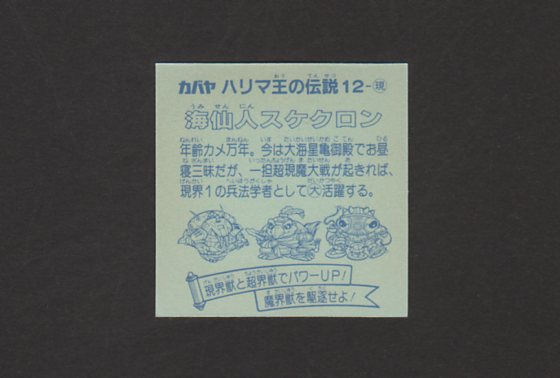 カバヤ ハリマ王の伝説 12-現
海仙人スケクロン
年齢カメ万年。今は大海星亀御殿でお昼
寝三昧だが、一担超現魔大戦が起きれば、
現界1の兵法学者として大活躍する。
現界獣と超界獣でパワーUP!
魔界獣を駆逐せよ!